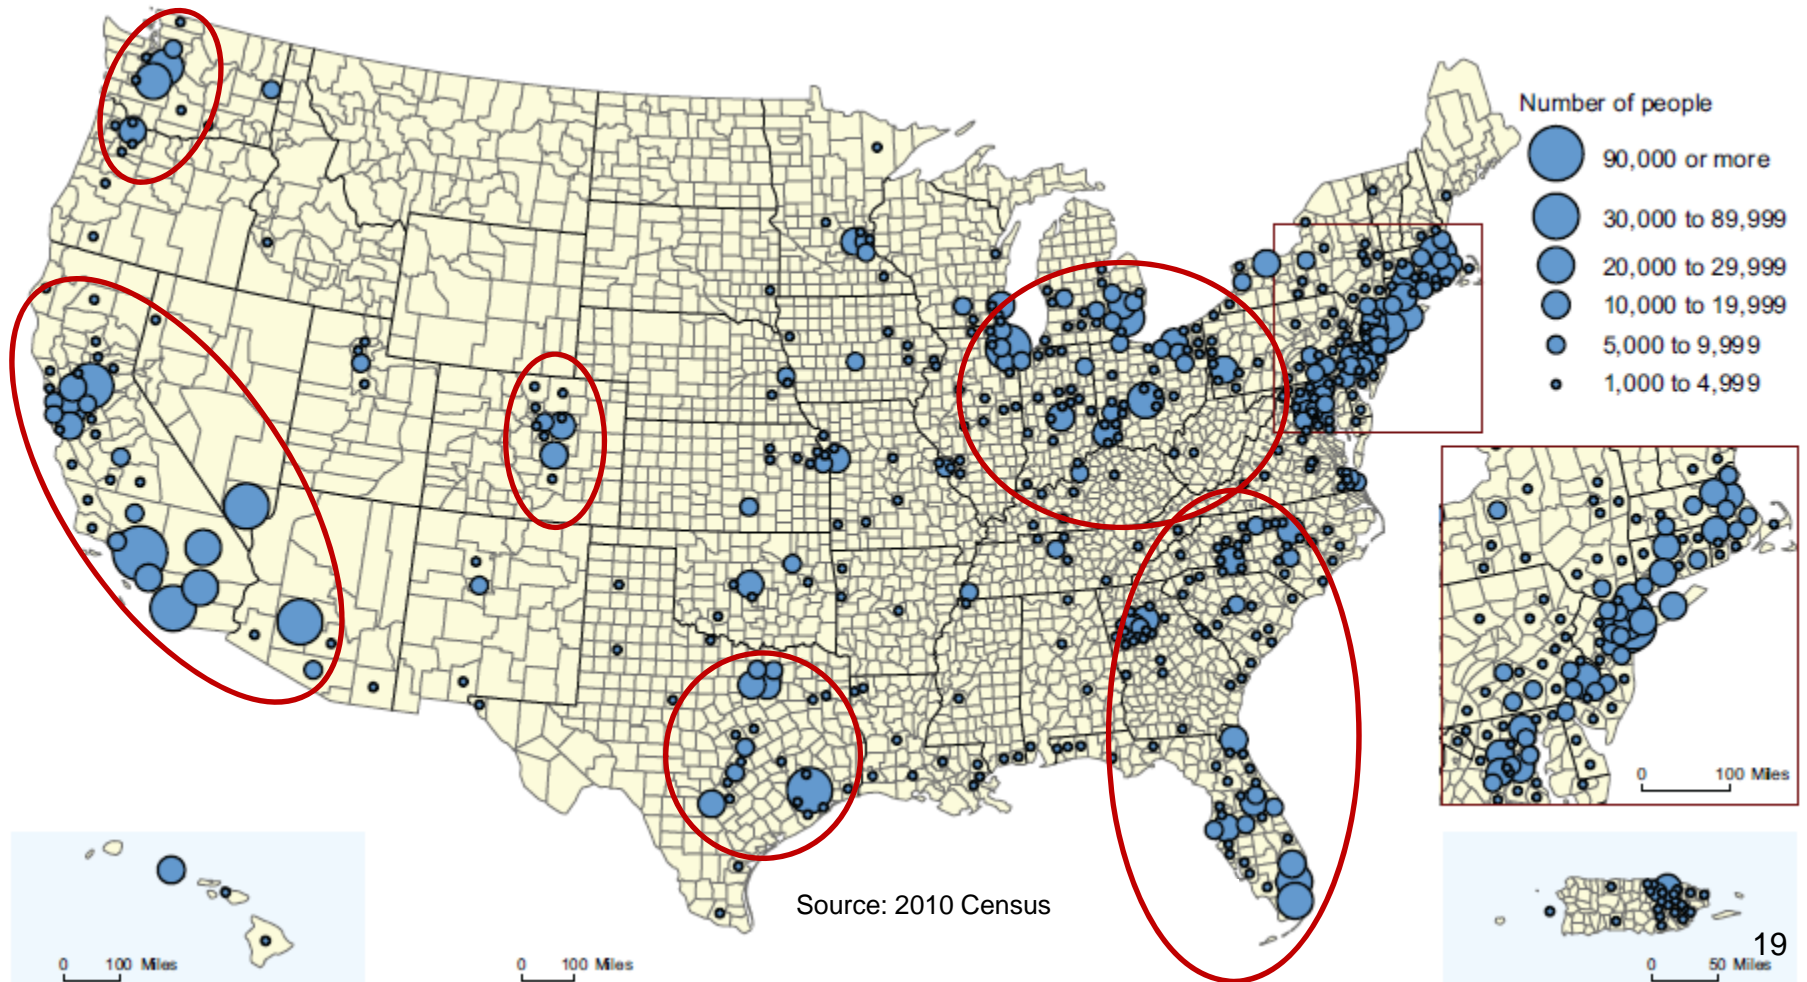 Number of people
90,000 or more
30,000 to 89,999
20,000 to 29,999
10,000 to 19,999
5,000 to 9,999
1,000 to 4,999
0 100 Miles
Source: 2010 Census
19
0 100 Miles
0 100 Miles
0 50 Miles